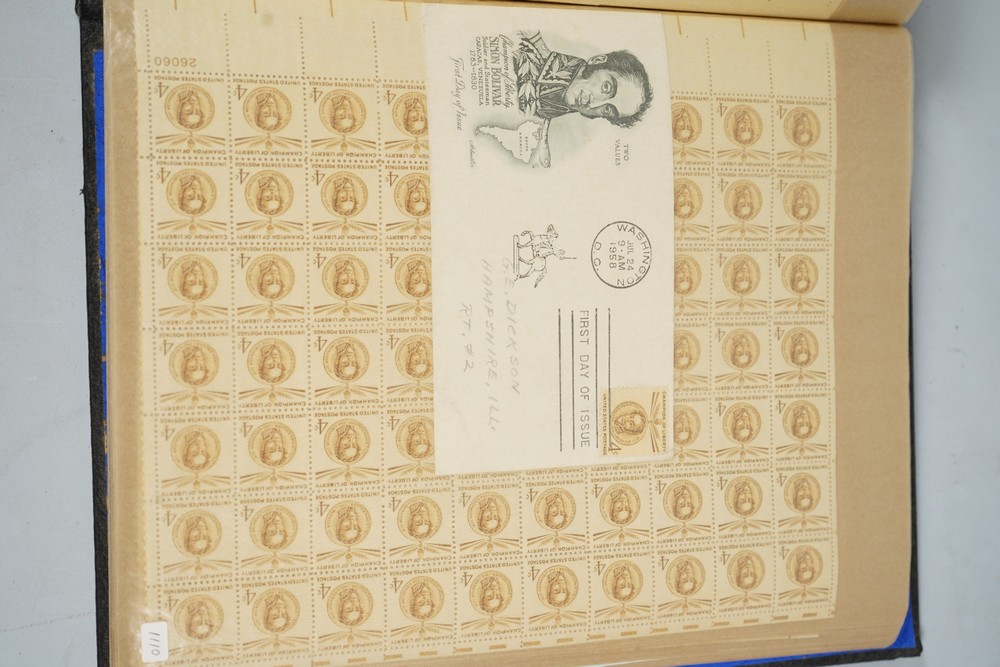 26060
Champion of Liberty
SIMON BOLIVAR
Soldier and Statesman
CARACAS, VENEZUELA
1783-1830
First Day of Issue
SOUTH
AMERICA
TWO
VALUES
WASHINGTON
JUL 24
9-AM
1958
D.C.
FIRST DAY OF ISSUE
G.E. DICKSON
HAMPSHIRE, ILL.
RT. #2
CHAMPION OF LIBERTY
UNITED STATES POSTAGE
4¢
1110